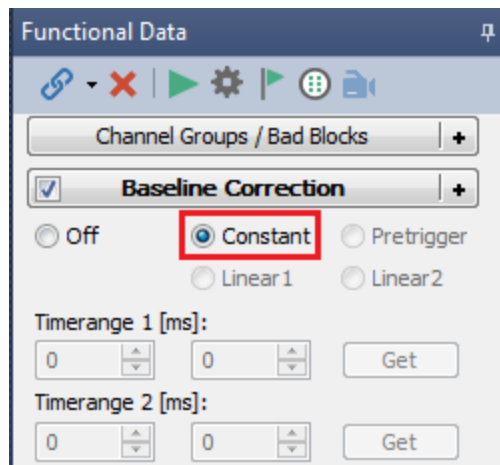 Functional Data
Channel Groups / Bad Blocks +
Baseline Correction +
Off Constant Pretrigger
Linear1 Linear2
Timerange 1 [ms]:
0 0 Get
Timerange 2 [ms]:
0 0 Get